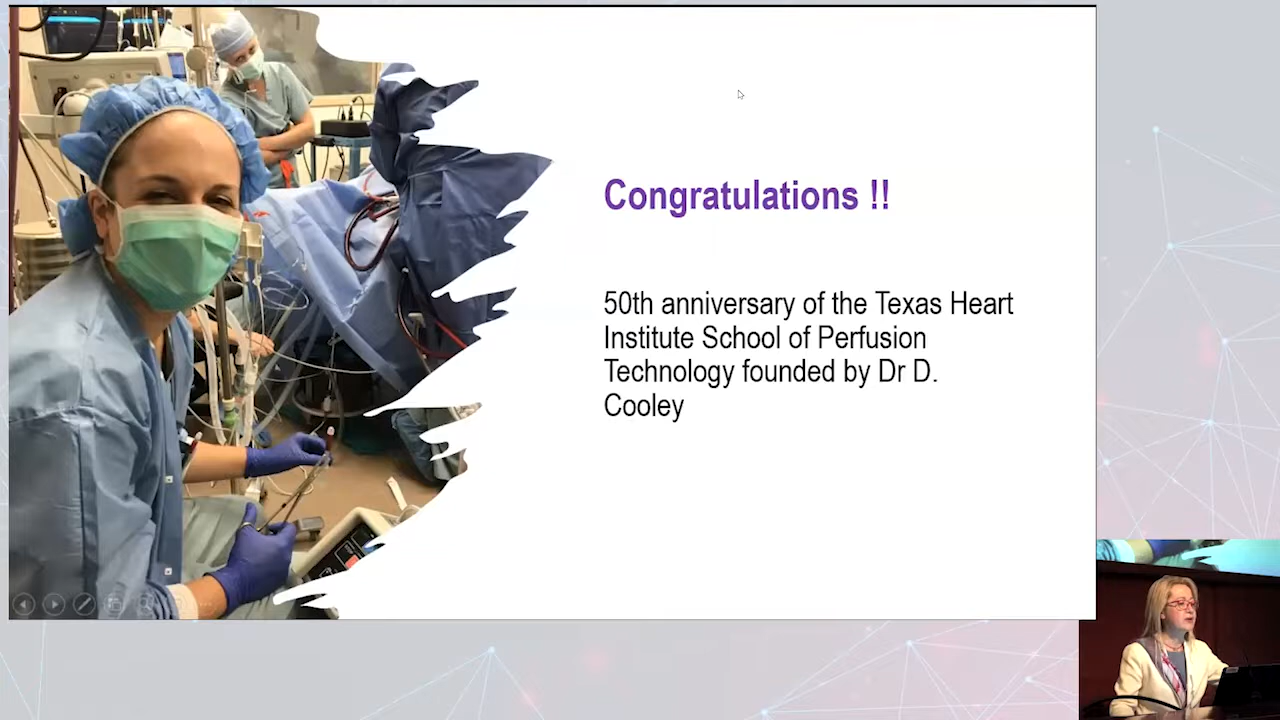 Congratulations !!
50th anniversary of the Texas Heart
Institute School of Perfusion
Technology founded by Dr D.
Cooley